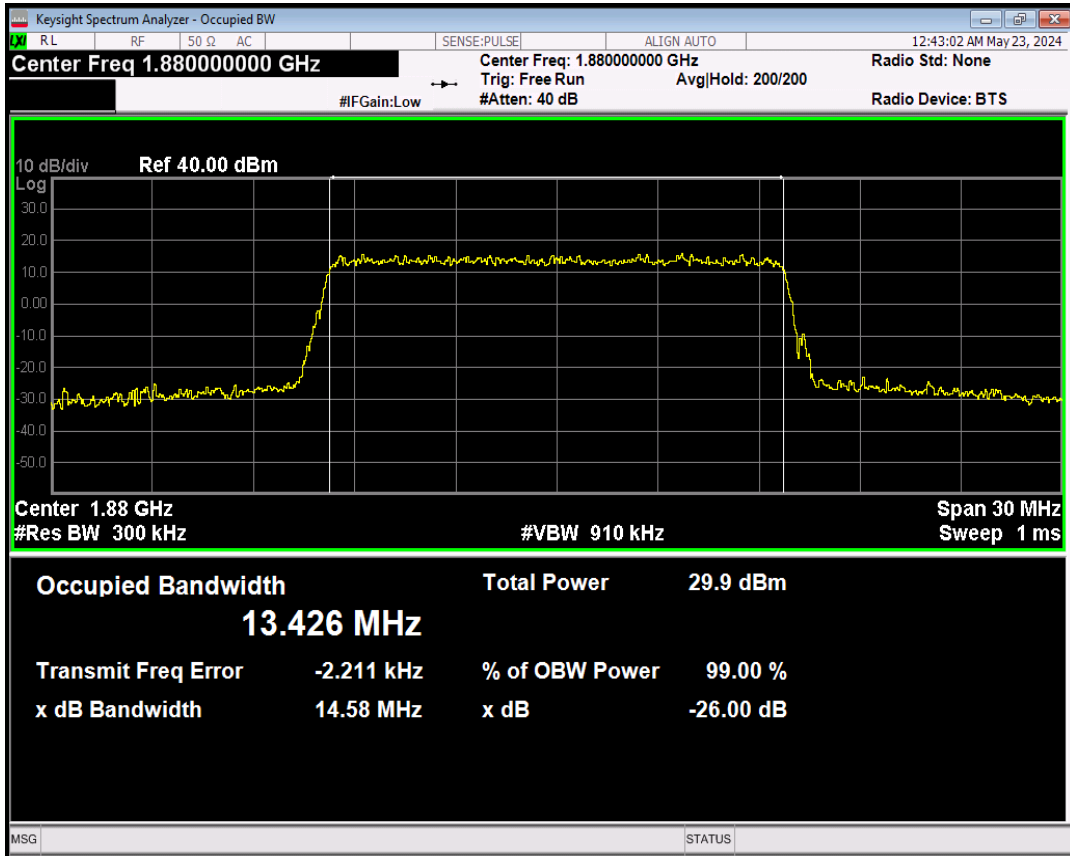 Keysight Spectrum Analyzer - Occupied BW
LXI RL RF 50 Ω AC SENSE:PULSE ALIGN AUTO 12:43:02 AM May 23, 2024
Center Freq 1.880000000 GHz Center Freq: 1.880000000 GHz Radio Std: None
Trig: Free Run Avg|Hold: 200/200
#IFGain:Low #Atten: 40 dB Radio Device: BTS
10 dB/div Ref 40.00 dBm
Log
30.0
20.0
10.0
0.00
-10.0
-20.0
-30.0
-40.0
-50.0
Center 1.88 GHz Span 30 MHz
#Res BW 300 kHz #VBW 910 kHz Sweep 1 ms
Occupied Bandwidth Total Power 29.9 dBm
13.426 MHz
Transmit Freq Error -2.211 kHz % of OBW Power 99.00 %
x dB Bandwidth 14.58 MHz x dB -26.00 dB
MSG STATUS